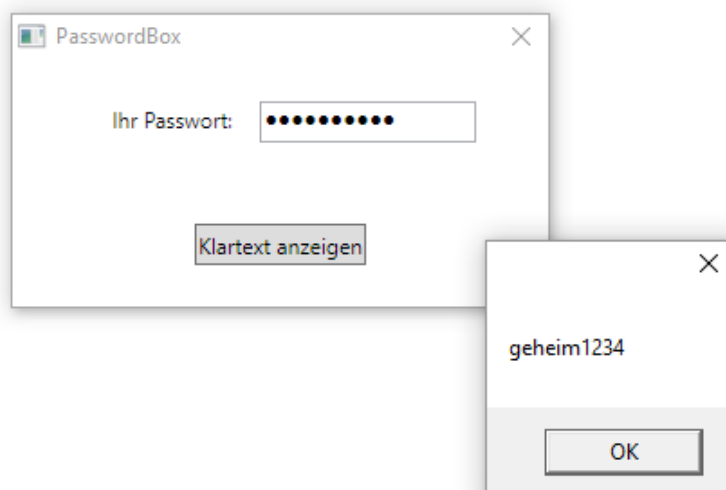 PasswordBox
Ihr Passwort: ●●●●●●●●●●
Klartext anzeigen
geheim1234
OK